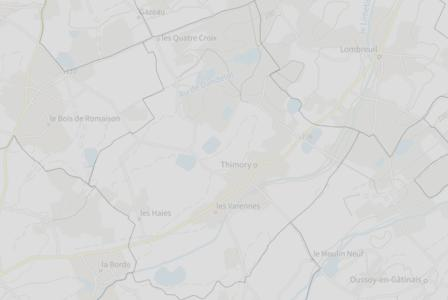 Gazeau
les Quatre Croix
Lombreuil
le Bois de Romaison
Thimory
les Haies
les Varennes
le Moulin Neuf
la Borde
Oussoy-en-Gâtinais